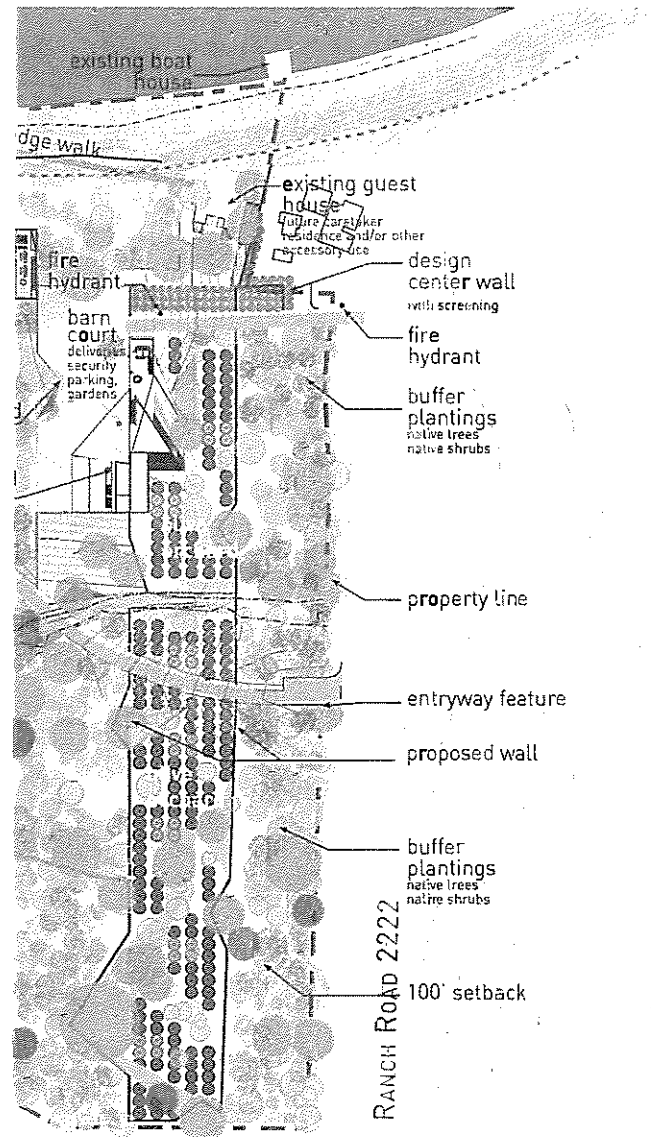 existing boat
house
dge walk
existing guest
house
future caretaker
residence and/or other
accessory use
fire
hydrant
design
center wall
with screening
barn
court
deliveries,
security
parking,
gardens
fire
hydrant
buffer
plantings
native trees
native shrubs
d
property line
entryway feature
proposed wall
buffer
plantings
native trees
native shrubs
100' setback
RANCH ROAD 2222